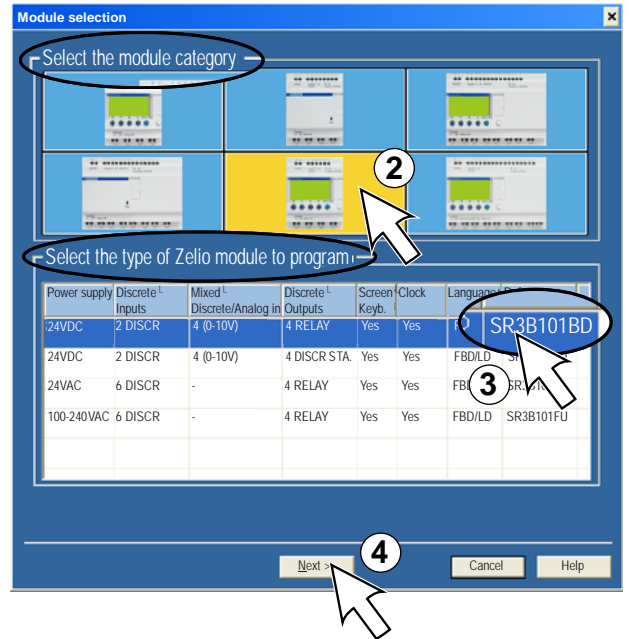 Module selection
Select the module category
2
Select the type of Zelio module to program
Power supply Discrete Inputs Mixed Discrete/Analog in Discrete Outputs Screen Keyb. Clock Language
24VDC 2 DISCR 4 (0-10V) 4 RELAY Yes Yes SR3B101BD
24VDC 2 DISCR 4 (0-10V) 4 DISCR STA. Yes Yes FBD/LD
24VAC 6 DISCR - 4 RELAY Yes Yes
3
100-240VAC 6 DISCR - 4 RELAY Yes Yes FBD/LD SR3B101FU
4
Next >
Cancel
Help